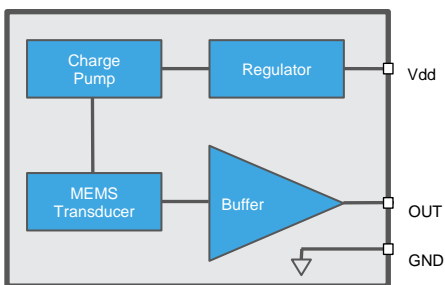 Charge
Pump
Regulator
Vdd
MEMS
Transducer
Buffer
OUT
GND